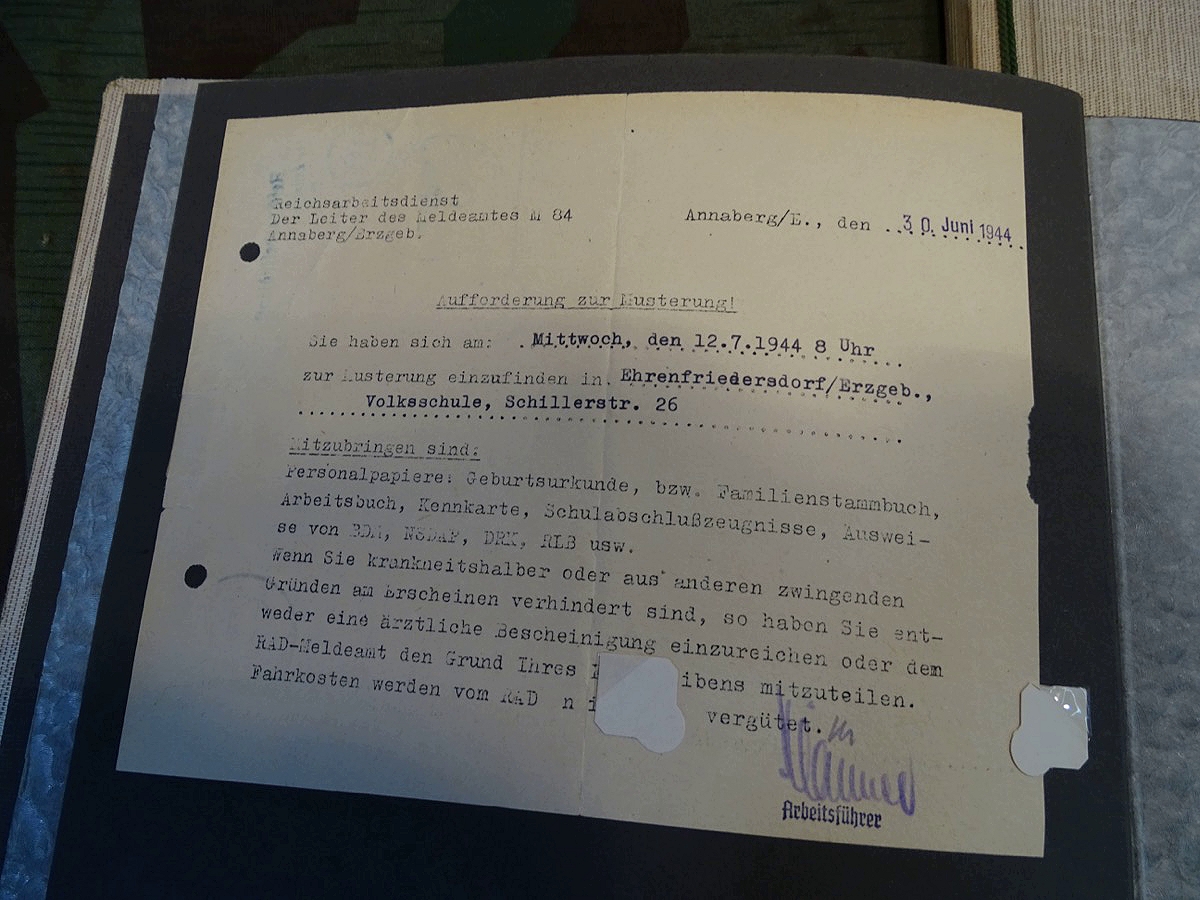 Reichsarbeitsdienst
Der Leiter des Meldeamtes M 84
Annaberg/Erzgeb.
Annaberg/E., den ..30. Juni 1944
Aufforderung zur Musterung!
Sie haben sich am: Mittwoch, den 12.7.1944 8 Uhr
zur Musterung einzufinden in Ehrenfriedersdorf/Erzgeb.,
Volksschule, Schillerstr. 26
Mitzubringen sind:
Personalpapiere: Geburtsurkunde, bzw. Familienstammbuch,
Arbeitsbuch, Kennkarte, Schulabschlußzeugnisse, Auswei-
se von BDM, NSDAP, DRK, RLB usw.
Wenn Sie krankheitshalber oder aus anderen zwingenden
Gründen am Erscheinen verhindert sind, so haben Sie ent-
weder eine ärztliche Bescheinigung einzureichen oder dem
RAD-Meldeamt den Grund Ihres ibens mitzuteilen.
Fahrkosten werden vom RAD n i vergütet.
Arbeitsführer